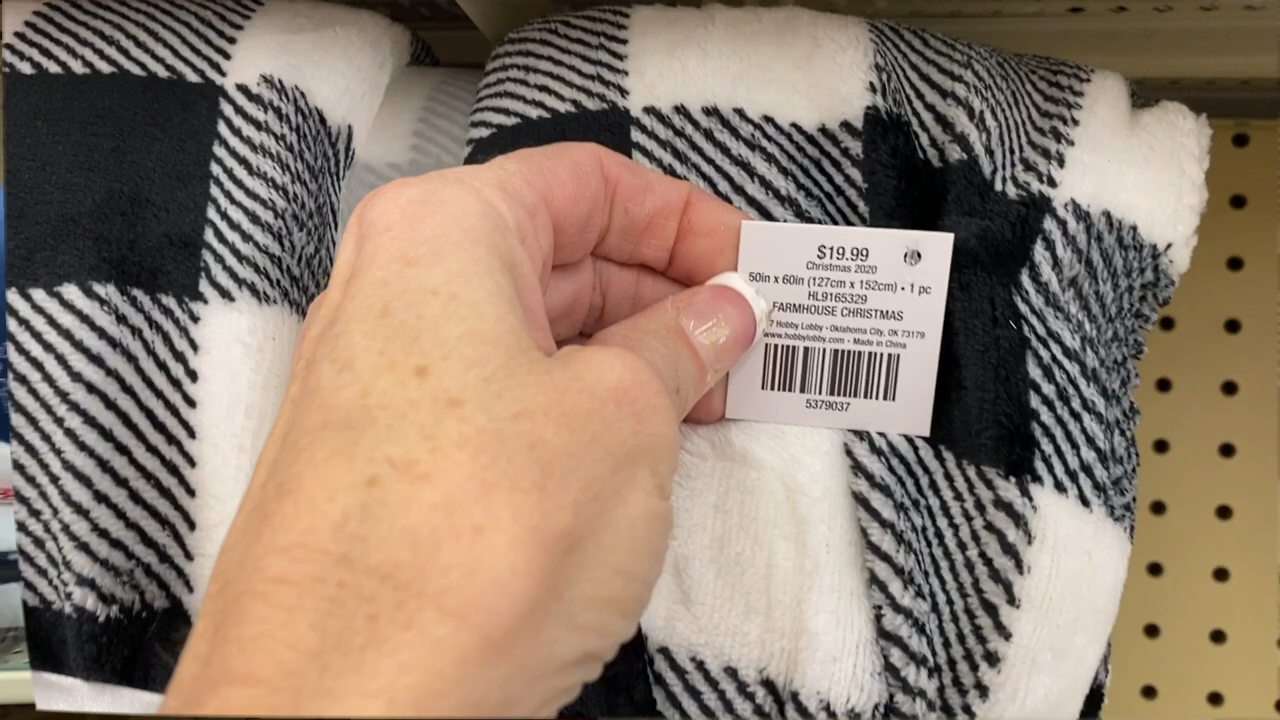 $19.99
Christmas 2020
50in x 60in (127cm x 152cm) • 1 pc
HL9165329
FARMHOUSE CHRISTMAS
7 Hobby Lobby • Oklahoma City, OK 73179
www.hobbylobby.com • Made in China
5379037